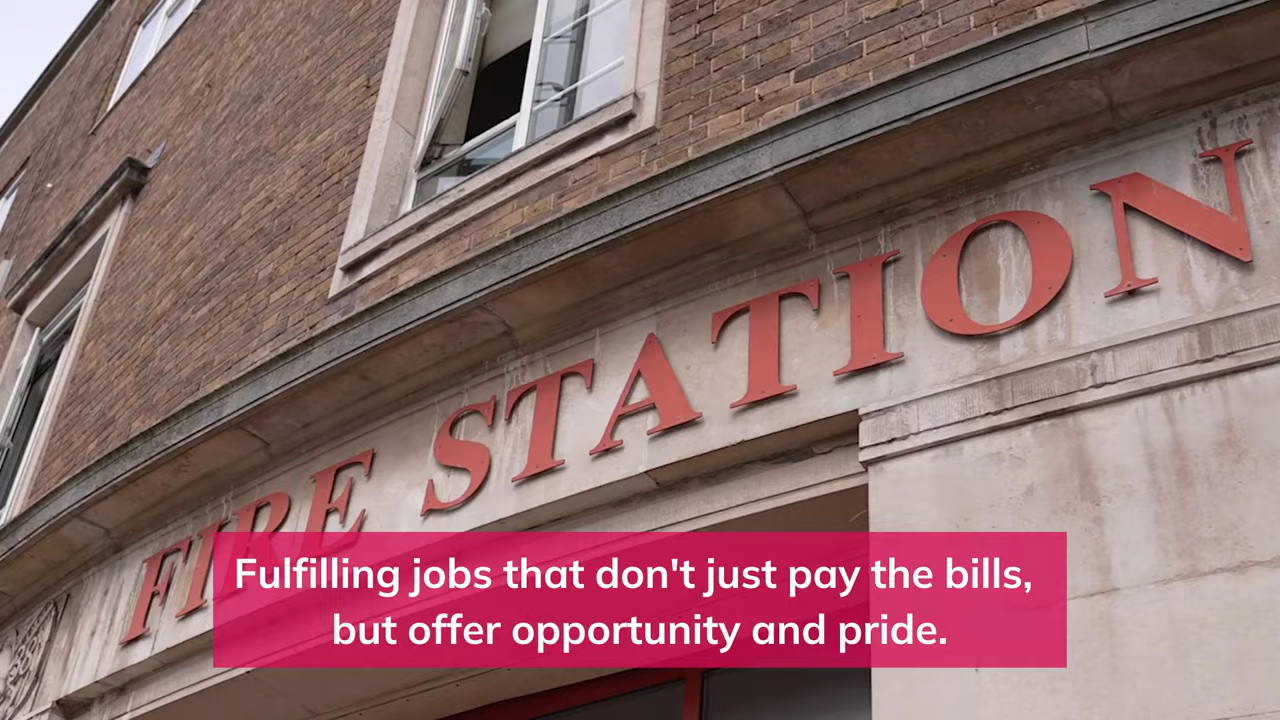 FIRE STATION
Fulfilling jobs that don't just pay the bills,
but offer opportunity and pride.